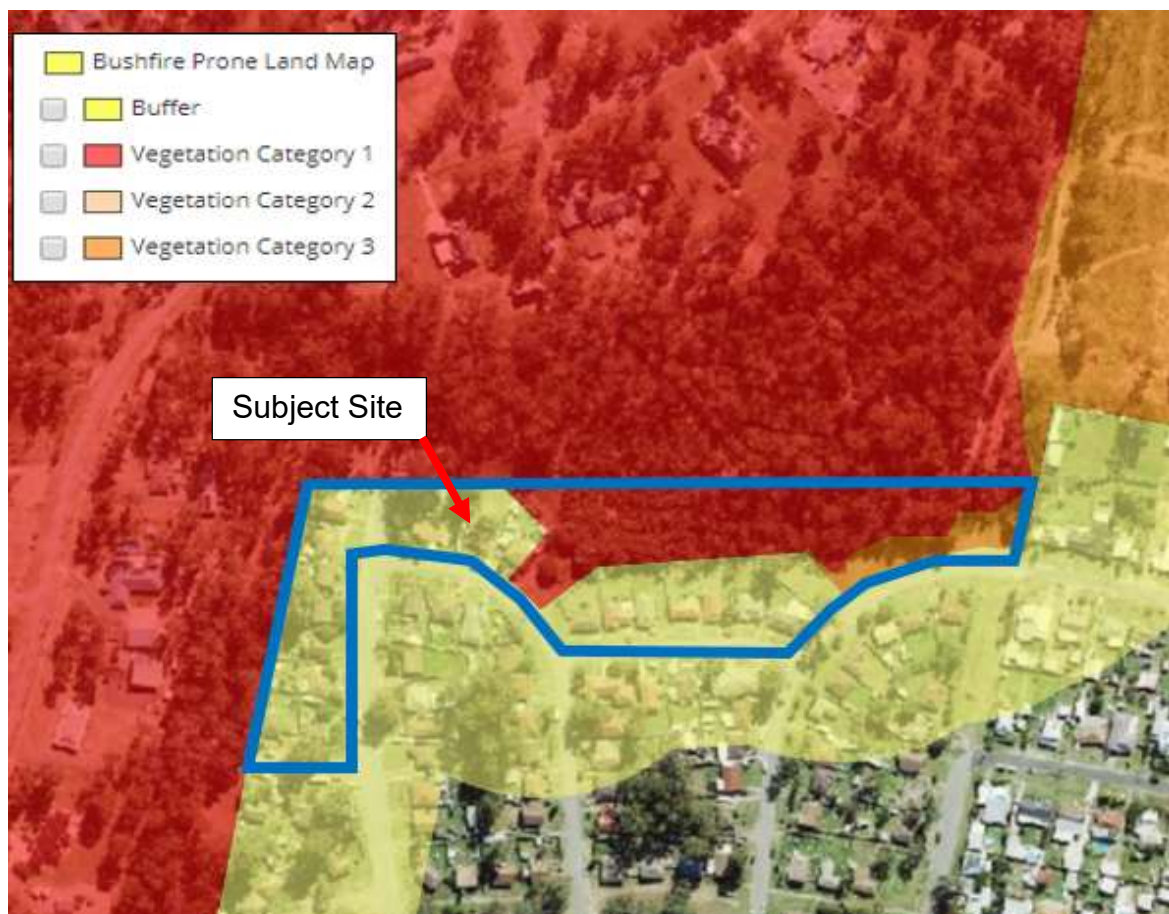 Bushfire Prone Land Map
Buffer
Vegetation Category 1
Vegetation Category 2
Vegetation Category 3
Subject Site